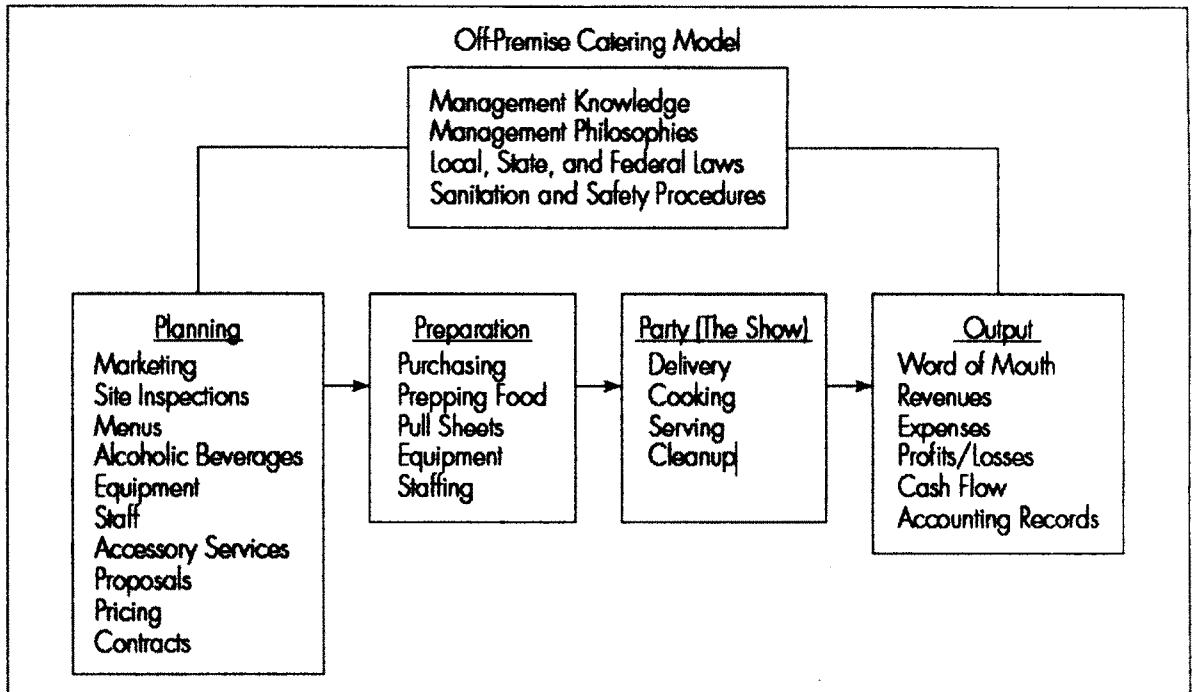 Off-Premise Catering Model
Management Knowledge
Management Philosophies
Local, State, and Federal Laws
Sanitation and Safety Procedures
Planning
Marketing
Site Inspections
Menus
Alcoholic Beverages
Equipment
Staff
Accessory Services
Proposals
Pricing
Contracts
Preparation
Purchasing
Prepping Food
Pull Sheets
Equipment
Staffing
Party (The Show)
Delivery
Cooking
Serving
Cleanup
Output
Word of Mouth
Revenues
Expenses
Profits/Losses
Cash Flow
Accounting Records